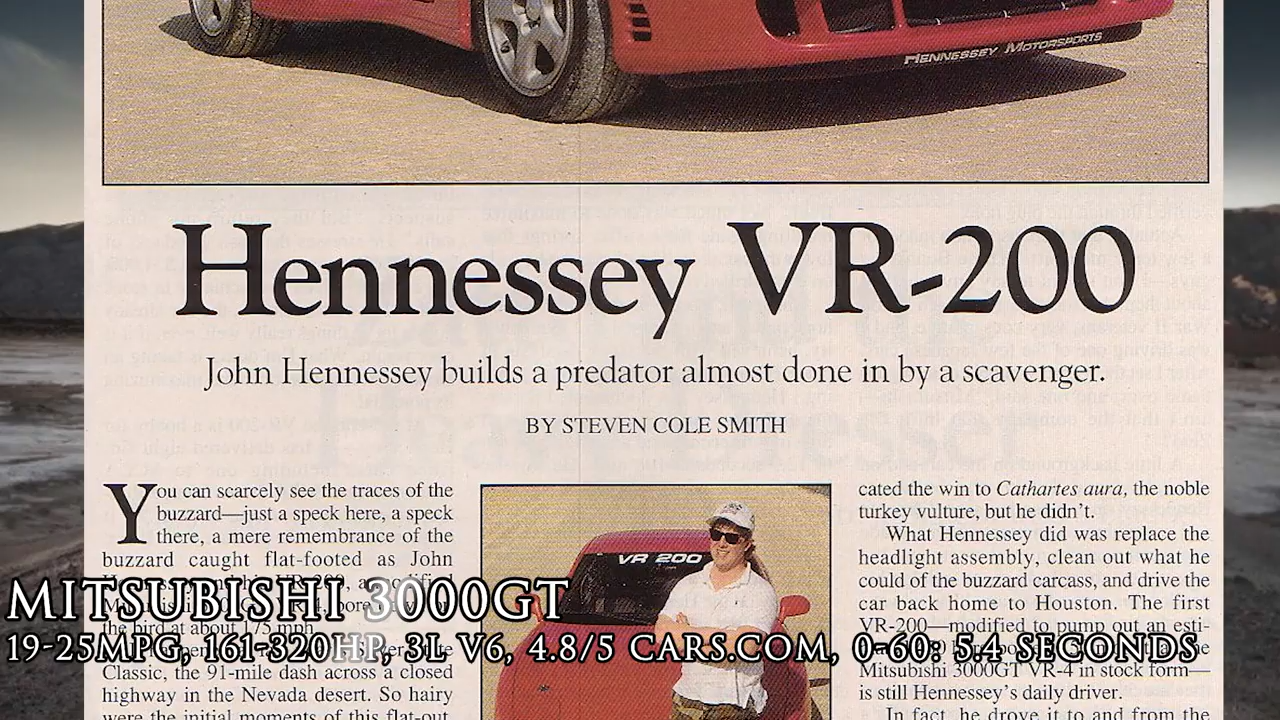 HENNESSEY MOTORSPORTS
Hennessey VR-200
John Hennessey builds a predator almost done in by a scavenger.
BY STEVEN COLE SMITH
You can scarcely see the traces of the
buzzard—just a speck here, a speck
there, a mere remembrance of the
buzzard caught flat-footed as John
the bird at about 175 mph.
Classic, the 91-mile dash across a closed
highway in the Nevada desert. So hairy
were the initial moments of this flat-out,
VR 200
cated the win to Cathartes aura, the noble
turkey vulture, but he didn't.
What Hennessey did was replace the
headlight assembly, clean out what he
could of the buzzard carcass, and drive the
car back home to Houston. The first
VR-200—modified to pump out an esti-
Mitsubishi 3000GT VR-4 in stock form—
is still Hennessey's daily driver.
In fact, he drove it to and from the
MITSUBISHI 3000GT
19-25MPG, 161-320HP, 3L V6, 4.8/5 CARS.COM, 0-60: 5.4 SECONDS